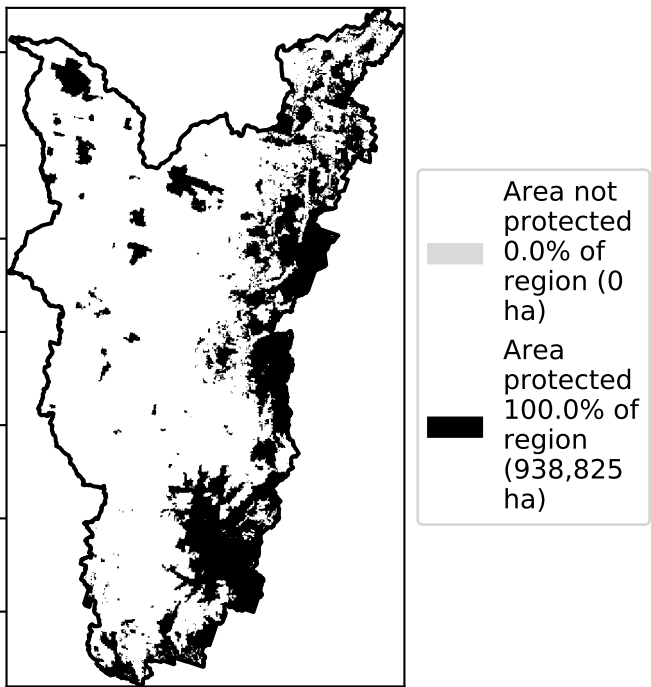 Area not
protected
0.0% of
region (0
ha)
Area
protected
100.0% of
region
(938,825
ha)